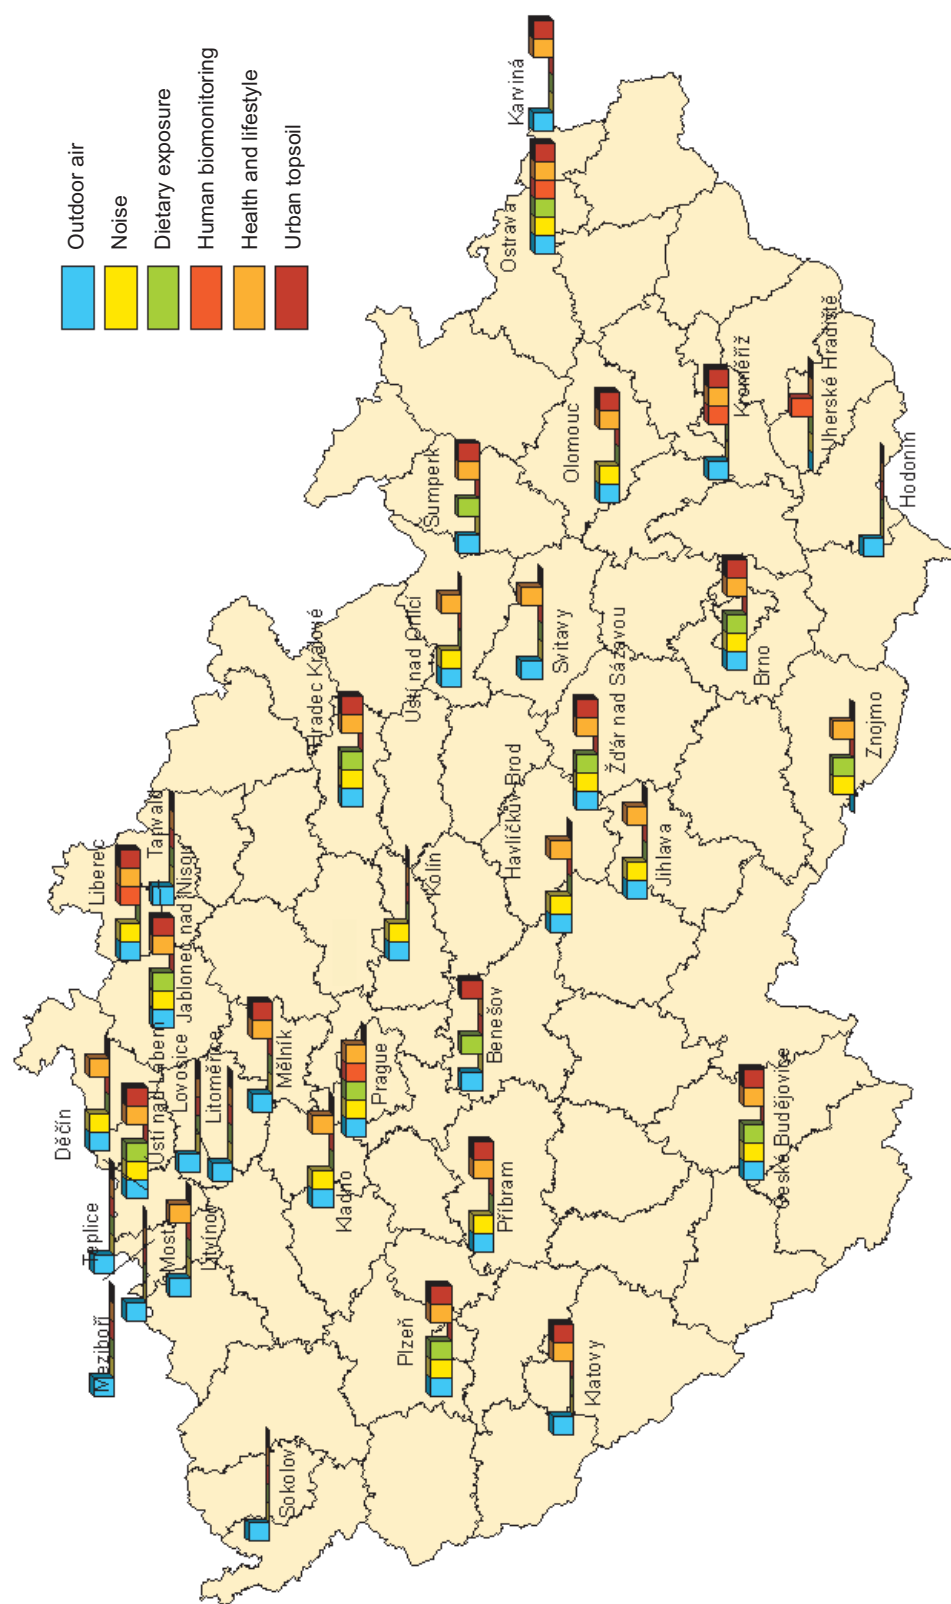 Outdoor air
Noise
Dietary exposure
Human biomonitoring
Health and lifestyle
Urban topsoil
Děčín
Liberec
Tanvald
Teplice
Ústí nad Labem
Jablonec nad Nisou
Meziboří
Lovosice
Litoměřice
Most
Litvínov
Mělník
Hradec Králové
Sokolov
Kladno
Prague
Kolín
Ústí nad Orlicí
Šumperk
Karviná
Ostrava
Plzeň
Příbram
Benešov
Havlíčkův Brod
Svitavy
Olomouc
Klatovy
Jihlava
Žďár nad Sázavou
Kroměříž
České Budějovice
Brno
Uherské Hradiště
Znojmo
Hodonín